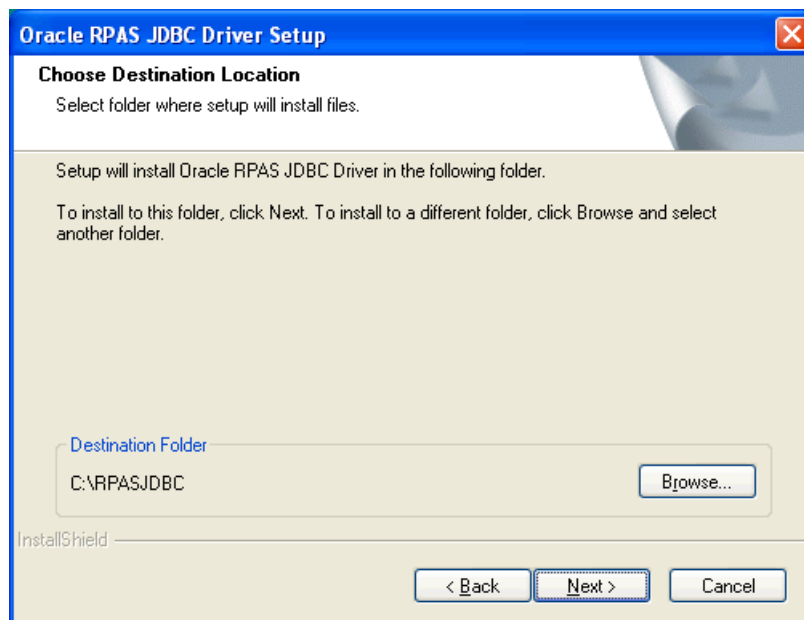 Oracle RPAS JDBC Driver Setup
Choose Destination Location
Select folder where setup will install files.
Setup will install Oracle RPAS JDBC Driver in the following folder.
To install to this folder, click Next. To install to a different folder, click Browse and select
another folder.
Destination Folder
C:\RPASJDBC
Browse...
InstallShield
< Back
Next >
Cancel